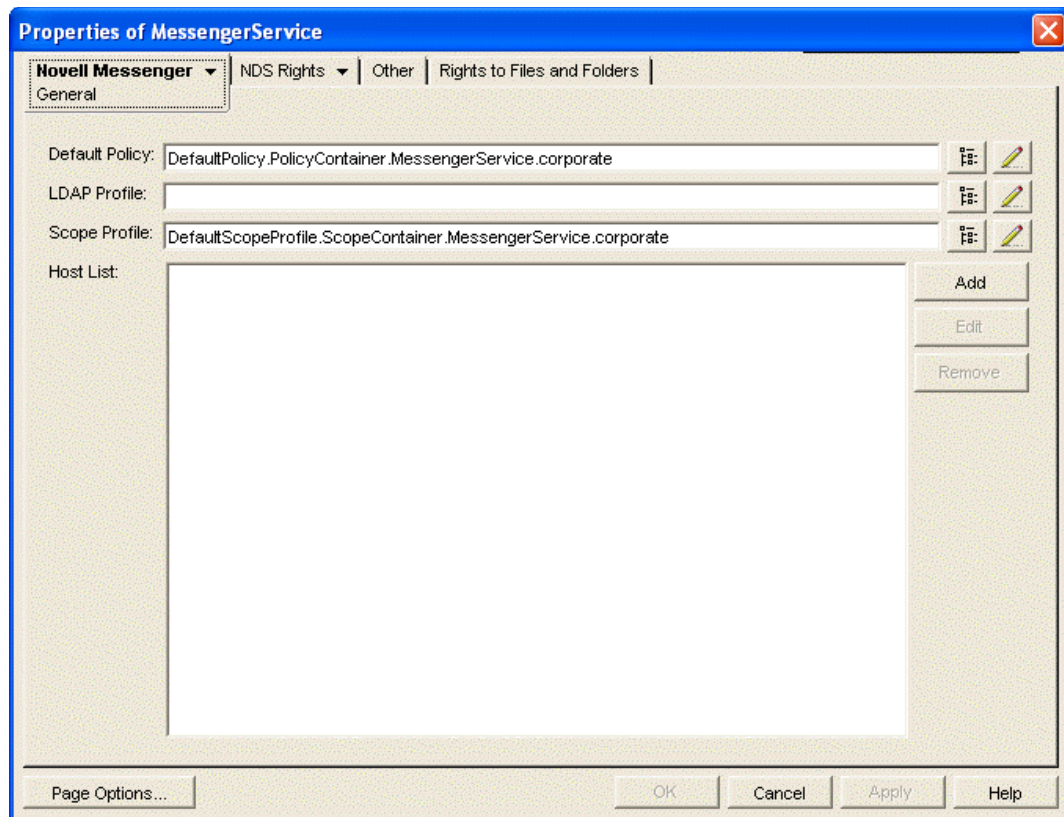 Properties of MessengerService
Novell Messenger
General
NDS Rights
Other
Rights to Files and Folders
Default Policy: DefaultPolicy.PolicyContainer.MessengerService.corporate
LDAP Profile:
Scope Profile: DefaultScopeProfile.ScopeContainer.MessengerService.corporate
Host List:
Add
Edit
Remove
Page Options...
OK
Cancel
Apply
Help